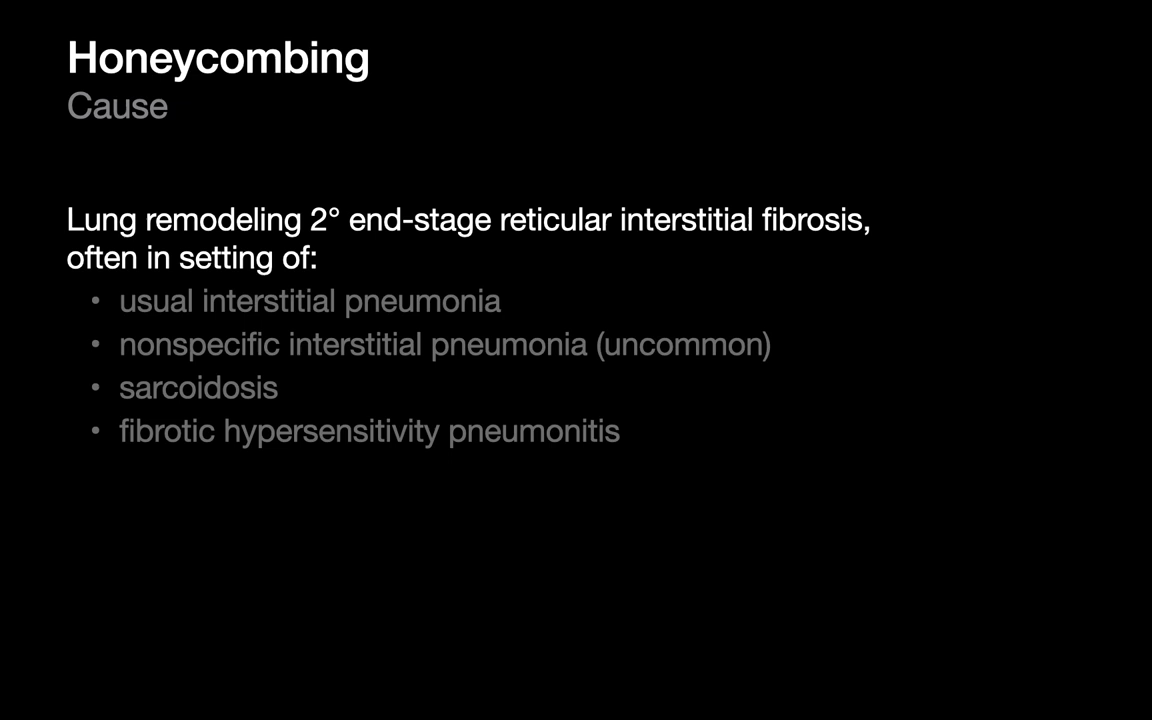 Honeycombing
Cause
Lung remodeling 2° end-stage reticular interstitial fibrosis,
often in setting of:
• usual interstitial pneumonia
• nonspecific interstitial pneumonia (uncommon)
• sarcoidosis
• fibrotic hypersensitivity pneumonitis